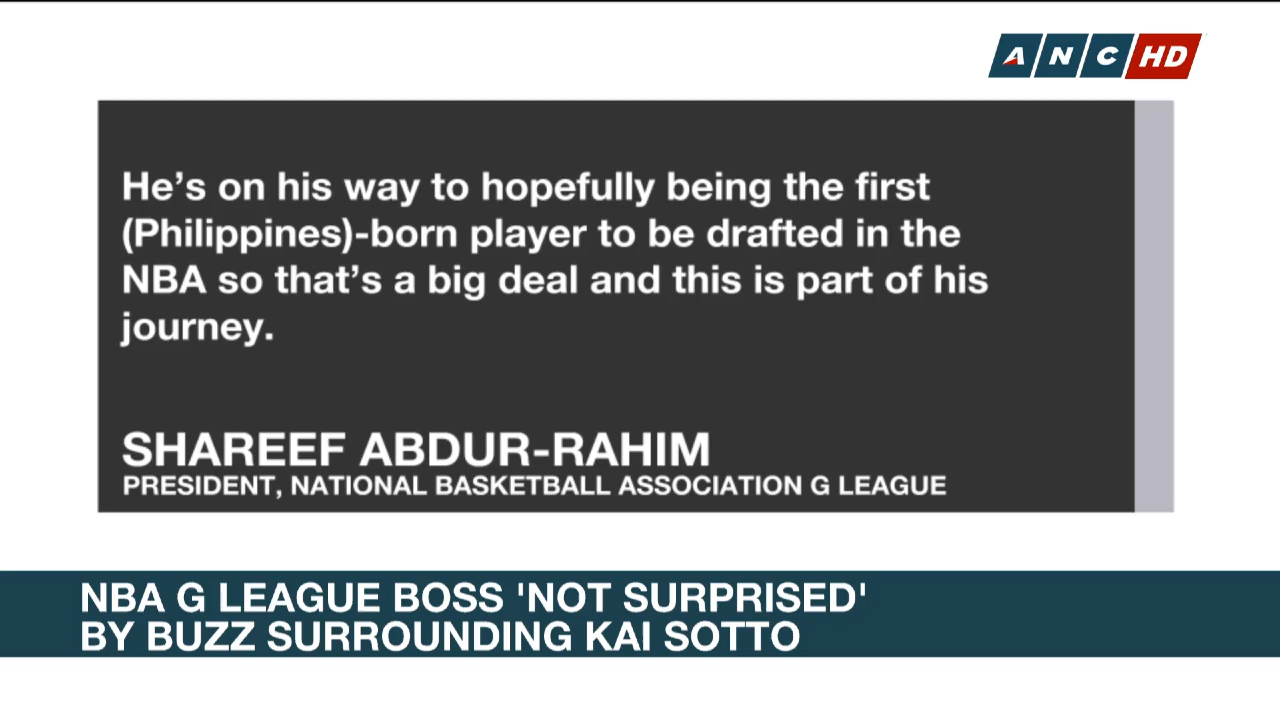 ANC HD
He's on his way to hopefully being the first
(Philippines)-born player to be drafted in the
NBA so that's a big deal and this is part of his
journey.
SHAREEF ABDUR-RAHIM
PRESIDENT, NATIONAL BASKETBALL ASSOCIATION G LEAGUE
NBA G LEAGUE BOSS 'NOT SURPRISED'
BY BUZZ SURROUNDING KAI SOTTO